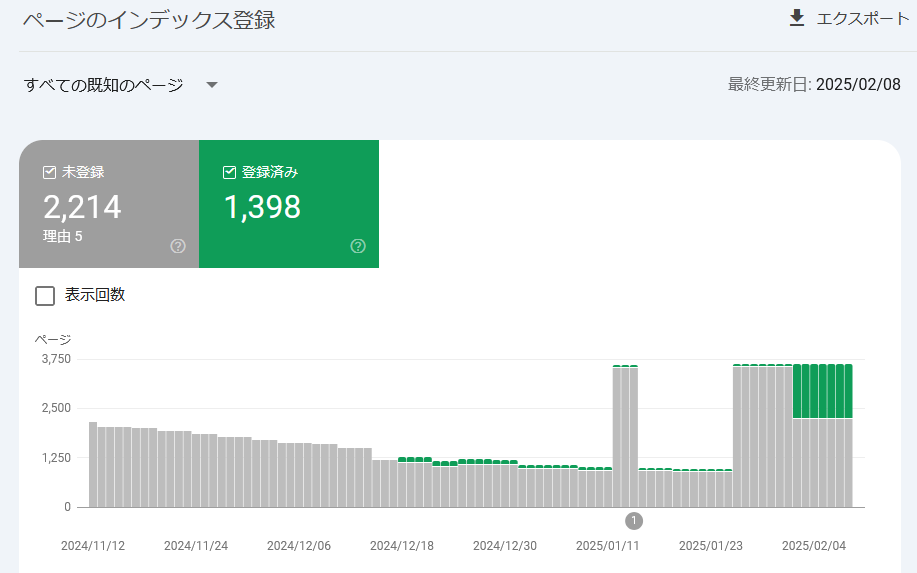 ページのインデックス登録
エクスポート
すべての既知のページ
最終更新日: 2025/02/08
未登録
2,214
理由 5
登録済み
1,398
表示回数
ページ
3,750
2,500
1,250
0
1
2024/11/12 2024/11/24 2024/12/06 2024/12/18 2024/12/30 2025/01/11 2025/01/23 2025/02/04